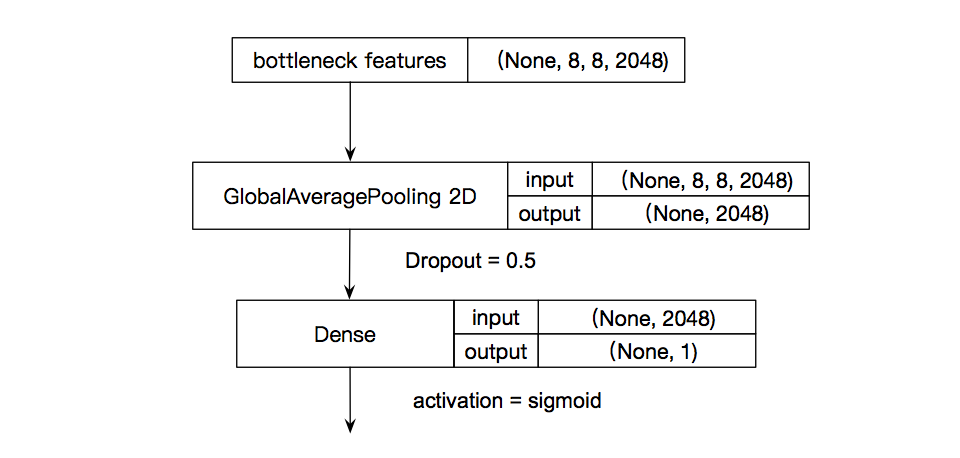 bottleneck features (None, 8, 8, 2048)
GlobalAveragePooling 2D
input (None, 8, 8, 2048)
output (None, 2048)
Dropout = 0.5
Dense
input (None, 2048)
output (None, 1)
activation = sigmoid